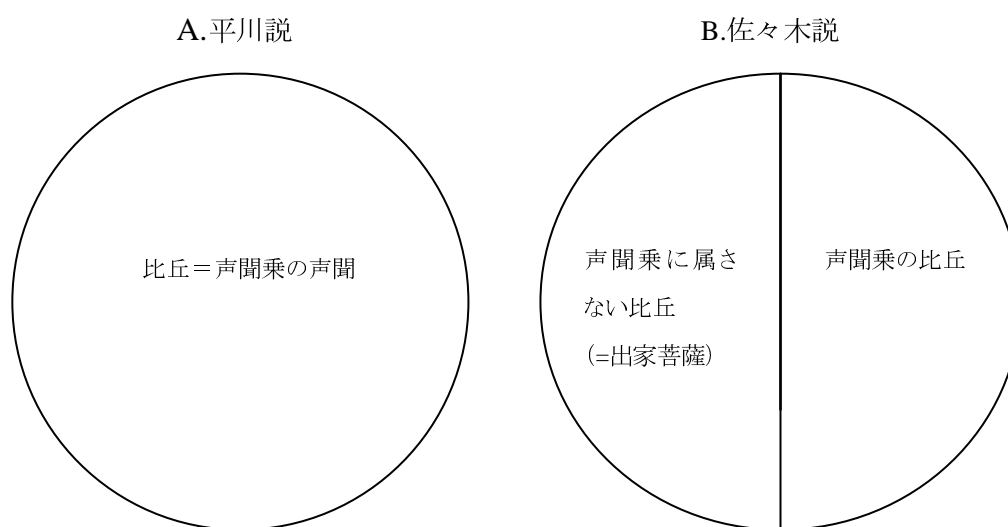 A.平川説
B.佐々木説
比丘＝声聞乗の声聞
声聞乗に属さ
ない比丘
(=出家菩薩)
声聞乗の比丘